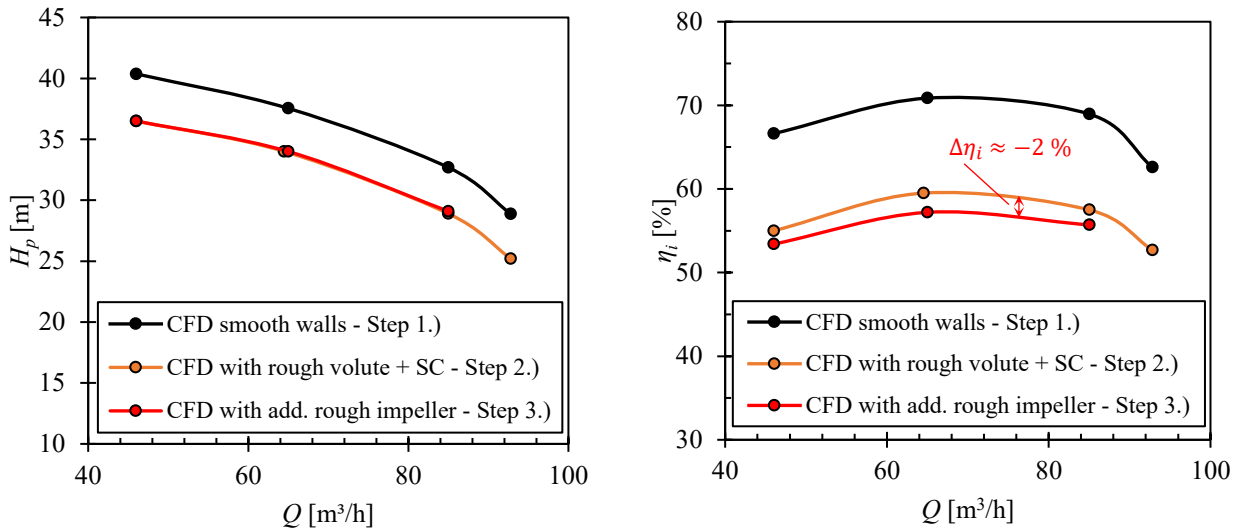 45
40
35
30
25
20
15
10
H_p [m]
CFD smooth walls - Step 1.)
CFD with rough volute + SC - Step 2.)
CFD with add. rough impeller - Step 3.)
40 60 80 100
Q [m³/h]
80
70
60
50
40
30
η_i [%]
Δη_i ≈ −2 %
CFD smooth walls - Step 1.)
CFD with rough volute + SC - Step 2.)
CFD with add. rough impeller - Step 3.)
40 60 80 100
Q [m³/h]